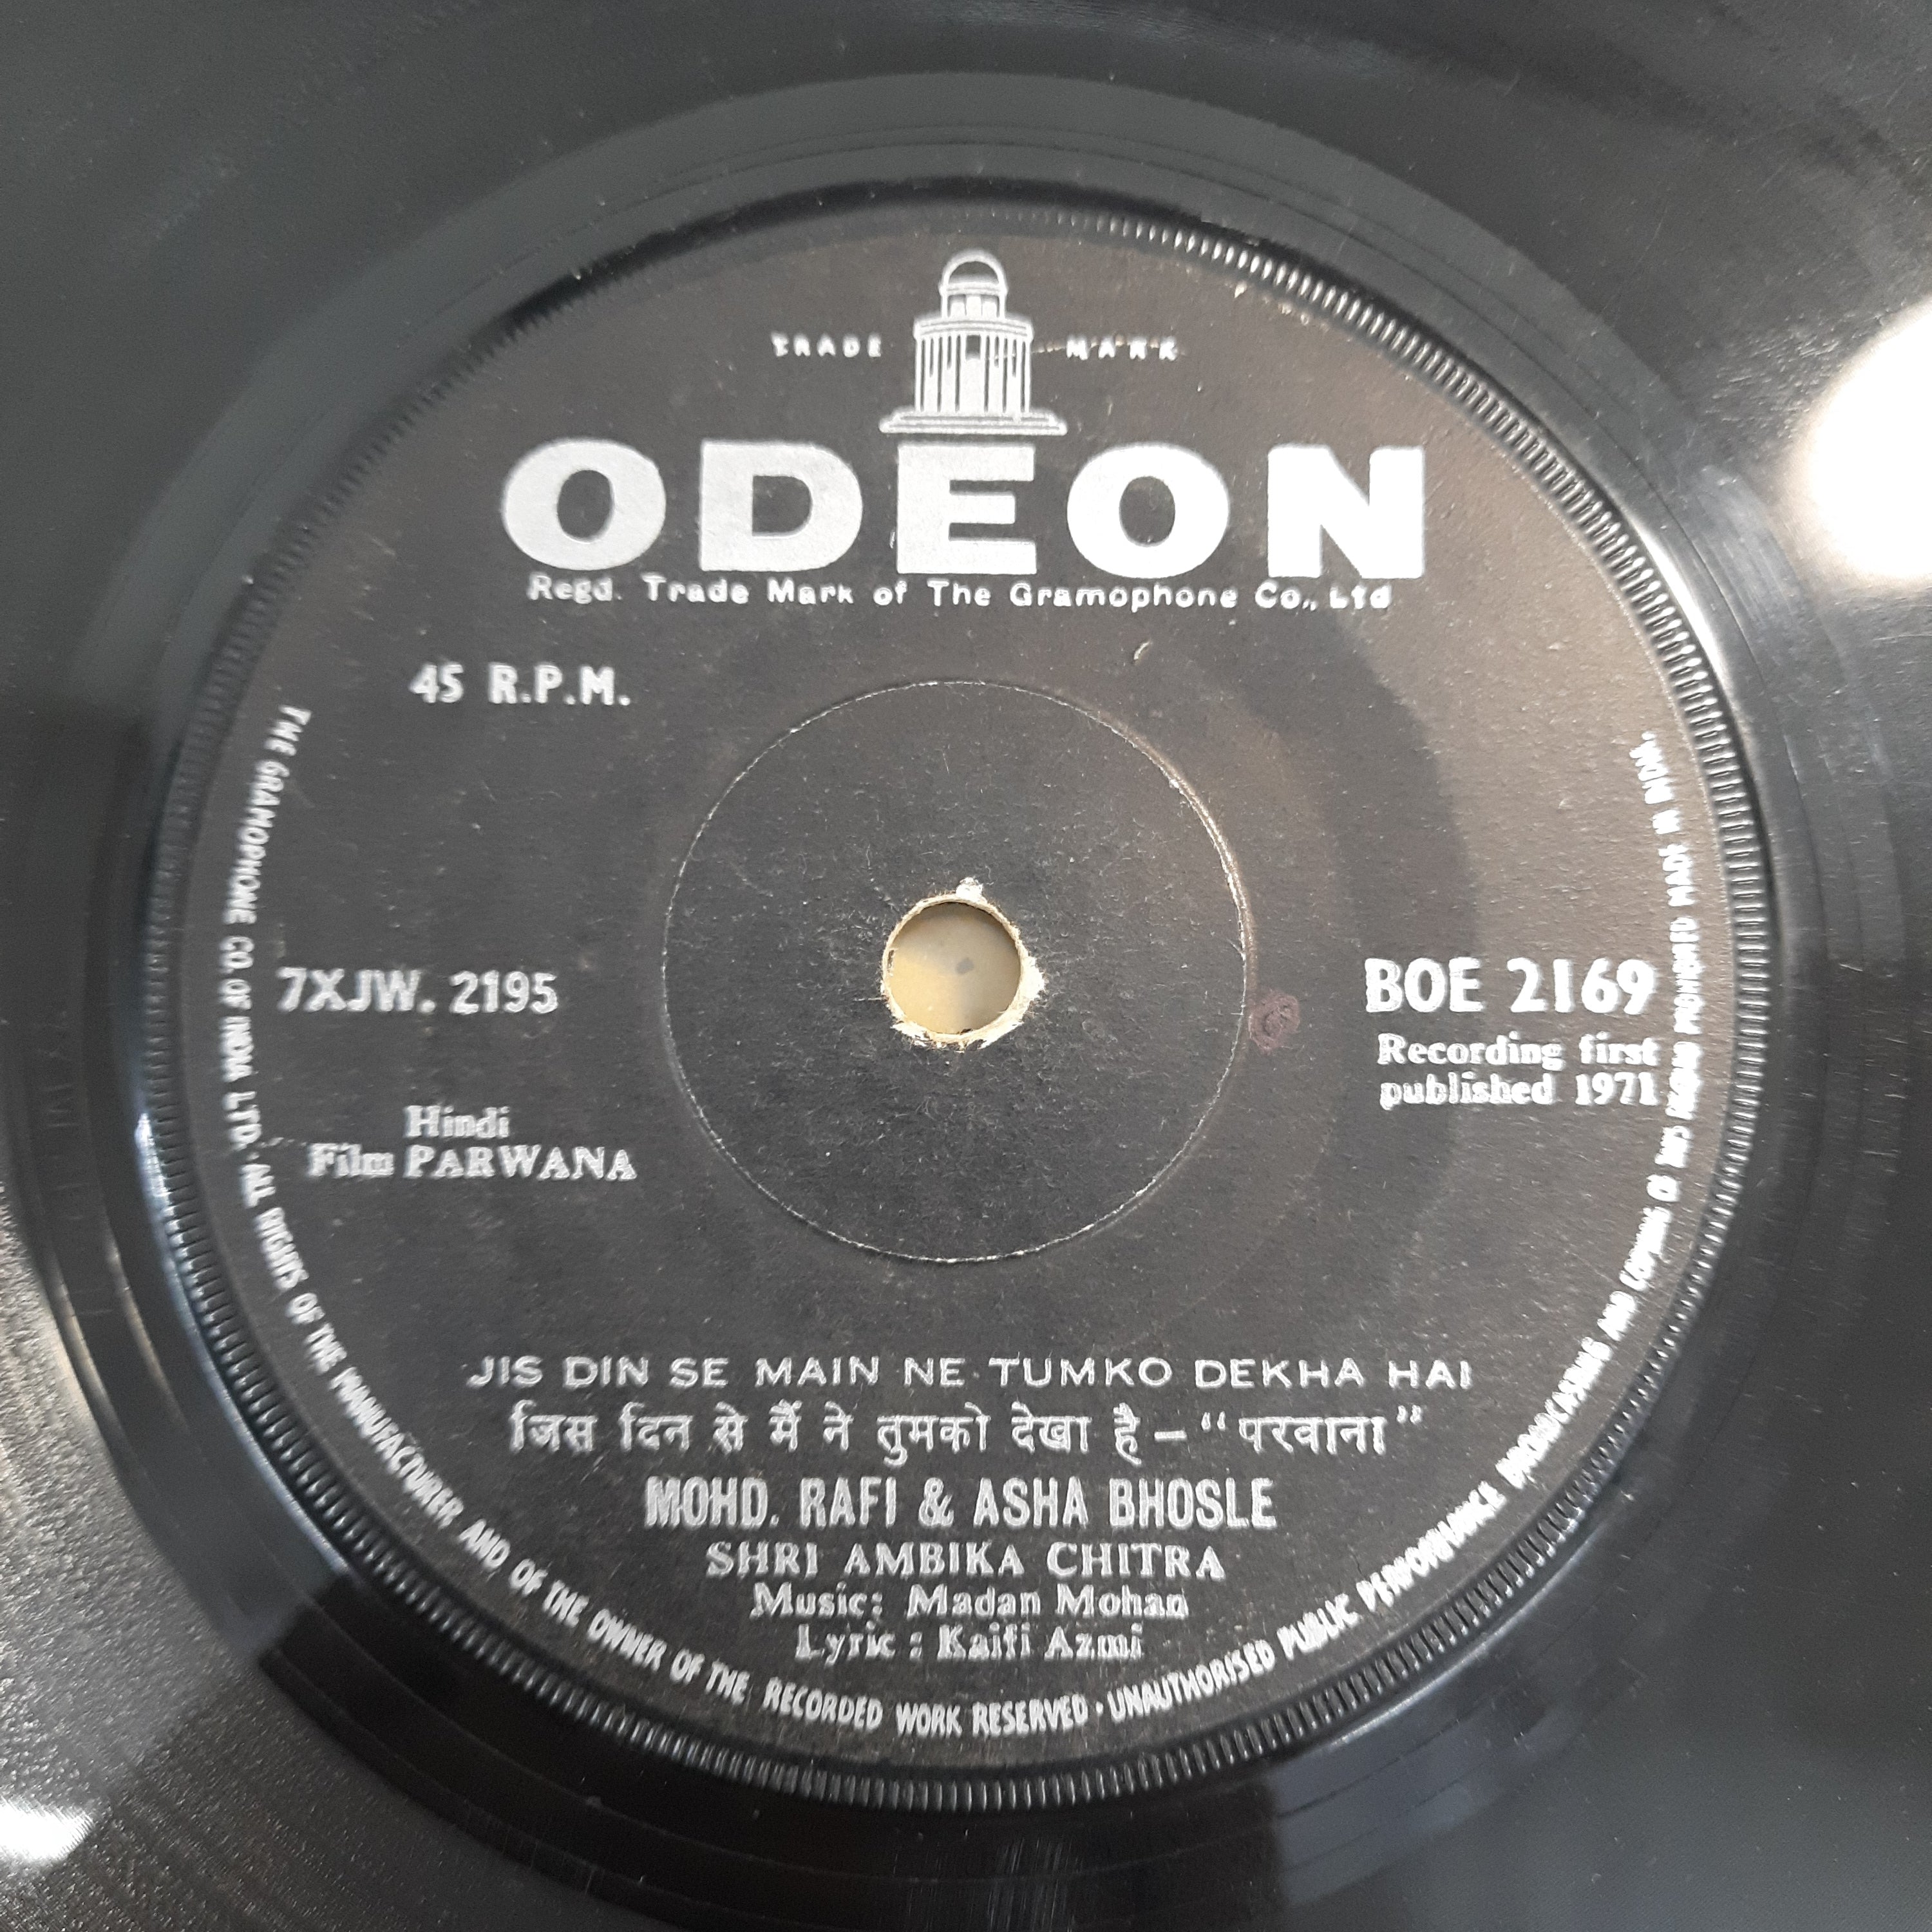 TRADE MARK
ODEON
Regd. Trade Mark of The Gramophone Co., Ltd
45 R.P.M.
7XJW. 2195
BOE 2169
Recording first
published 1971
Hindi
Film PARWANA
JIS DIN SE MAIN NE TUMKO DEKHA HAI
जिस दिन से मैं ने तुमको देखा है – “परवाना”
MOHD. RAFI & ASHA BHOSLE
SHRI AMBIKA CHITRA
Music: Madan Mohan
Lyric : Kaifi Azmi
THE GRAMOPHONE CO. OF INDIA LTD. · ALL RIGHTS OF THE MANUFACTURER AND OF THE OWNER OF THE RECORDED WORK RESERVED · UNAUTHORISED PUBLIC PERFORMANCE BROADCASTING AND COPYING OF THIS RECORD PROHIBITED MADE IN INDIA